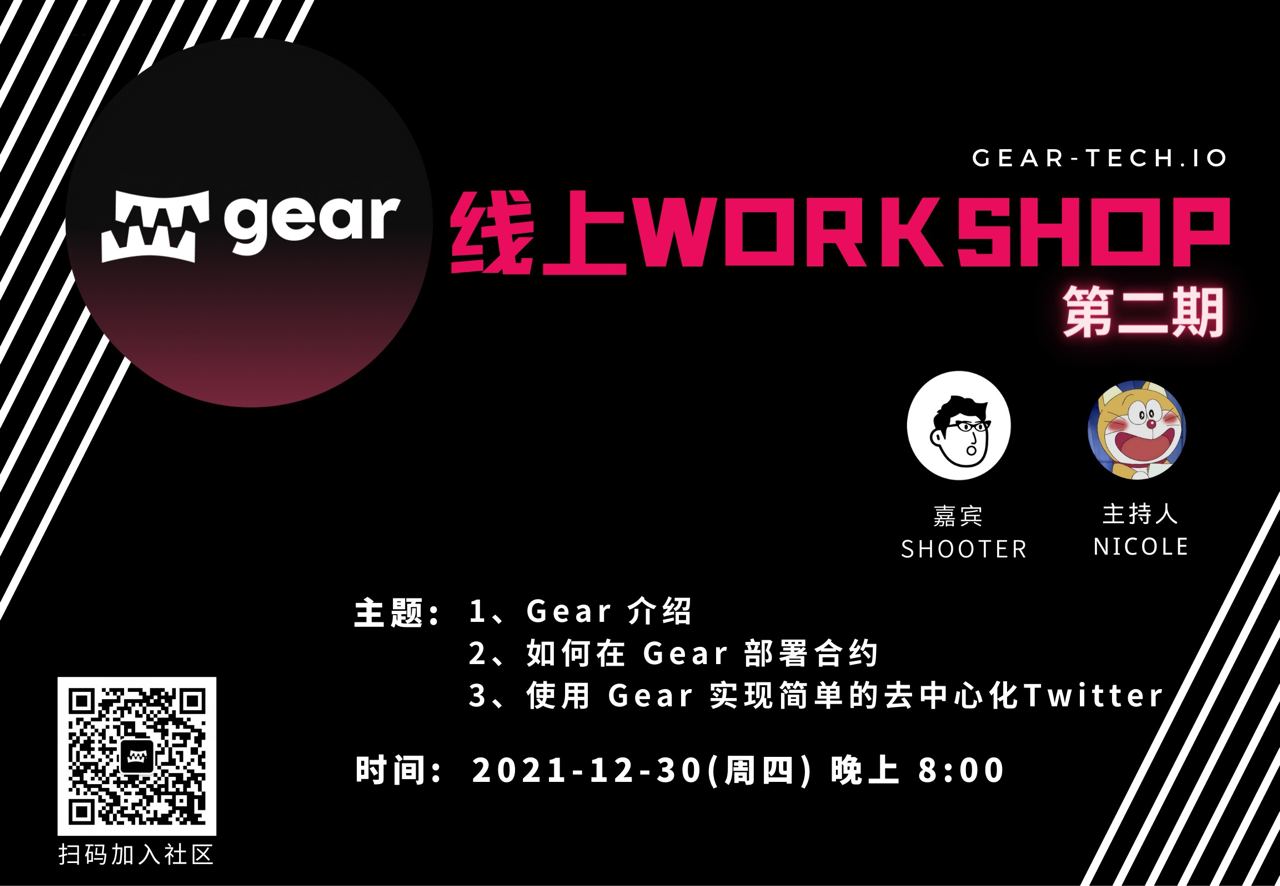 gear
GEAR-TECH.IO
线上WORKSHOP
第二期
嘉宾
SHOOTER
主持人
NICOLE
主题: 1、Gear 介绍
2、如何在 Gear 部署合约
3、使用 Gear 实现简单的去中心化Twitter
时间: 2021-12-30(周四) 晚上 8:00
扫码加入社区